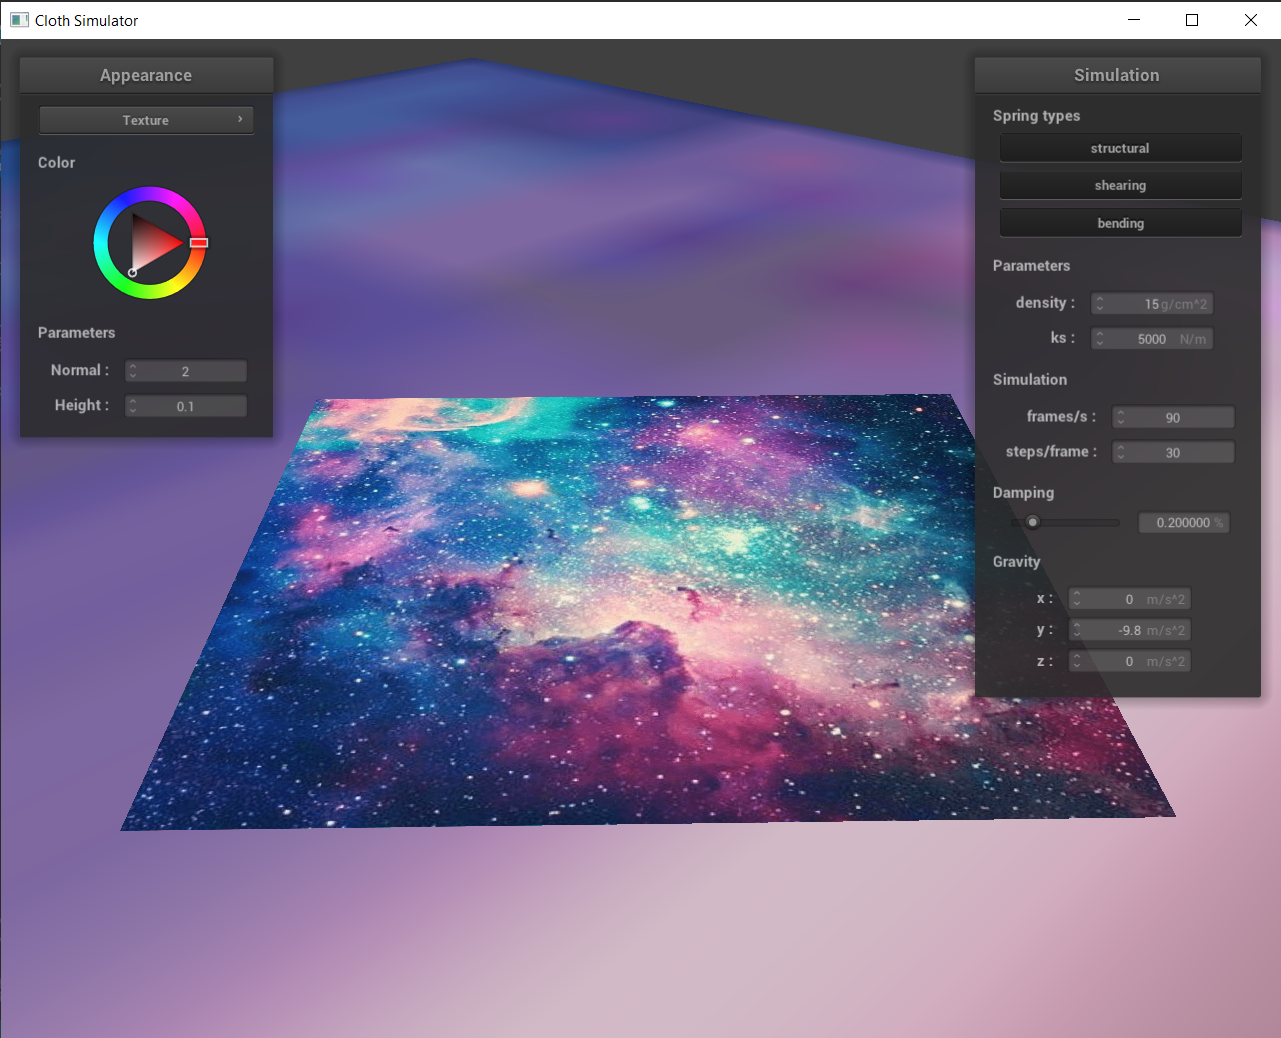 Cloth Simulator
Appearance
Texture
Color
Parameters
Normal : 2
Height : 0.1
Simulation
Spring types
structural
shearing
bending
Parameters
density : 15 g/cm^2
ks : 5000 N/m
Simulation
frames/s : 90
steps/frame : 30
Damping
0.200000 %
Gravity
x : 0 m/s^2
y : -9.8 m/s^2
z : 0 m/s^2